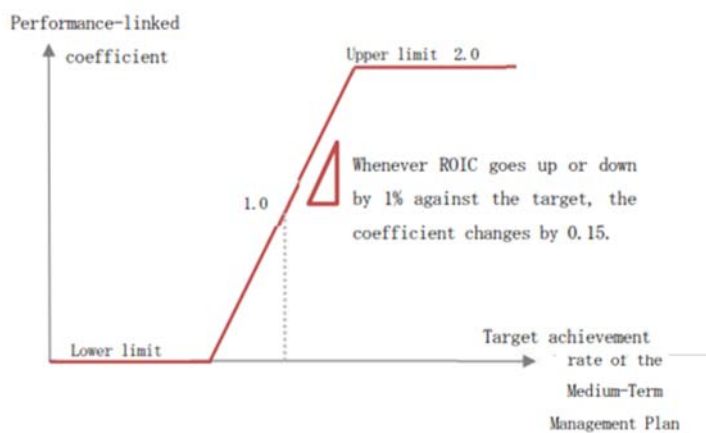 Performance-linked
coefficient
Upper limit 2.0
Whenever ROIC goes up or down
by 1% against the target, the
coefficient changes by 0.15.
1.0
Lower limit
Target achievement
rate of the
Medium-Term
Management Plan